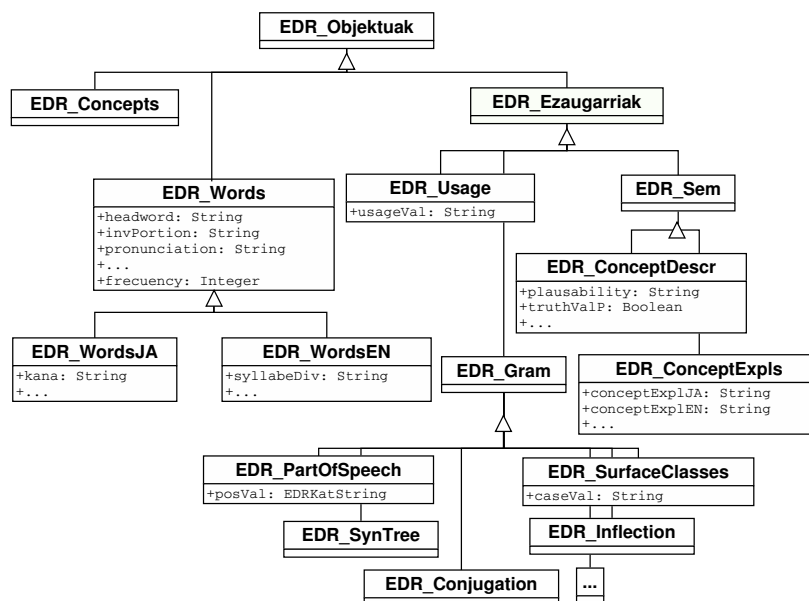 EDR_Objektuak
EDR_Concepts
EDR_Ezaugarriak
EDR_Words
+headword: String
+invPortion: String
+pronunciation: String
+...
+frecuency: Integer
EDR_Usage
+usageVal: String
EDR_Sem
EDR_ConceptDescr
+plausability: String
+truthValP: Boolean
+...
EDR_WordsJA
+kana: String
+...
EDR_WordsEN
+syllabeDiv: String
+...
EDR_Gram
EDR_ConceptExpls
+conceptExplJA: String
+conceptExplEN: String
+...
EDR_PartOfSpeech
+posVal: EDRKatString
EDR_SurfaceClasses
+caseVal: String
EDR_SynTree
EDR_Inflection
EDR_Conjugation
...